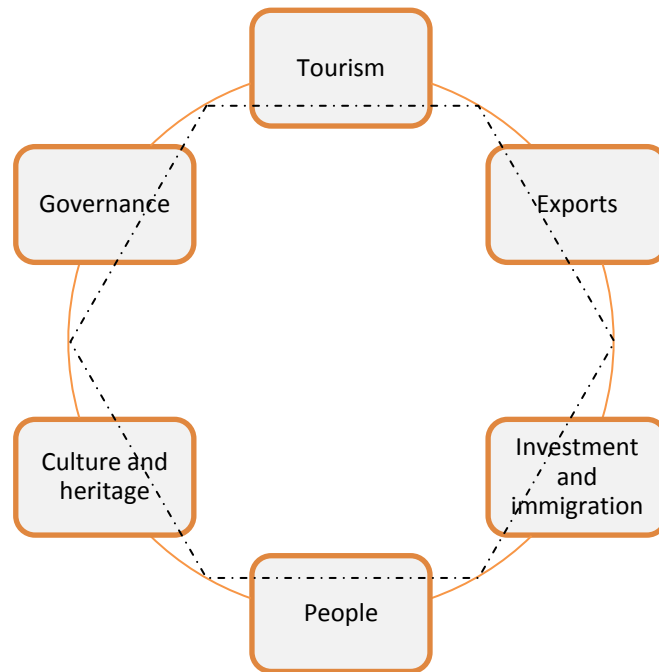 Tourism
Governance
Exports
Culture and
heritage
Investment
and
immigration
People